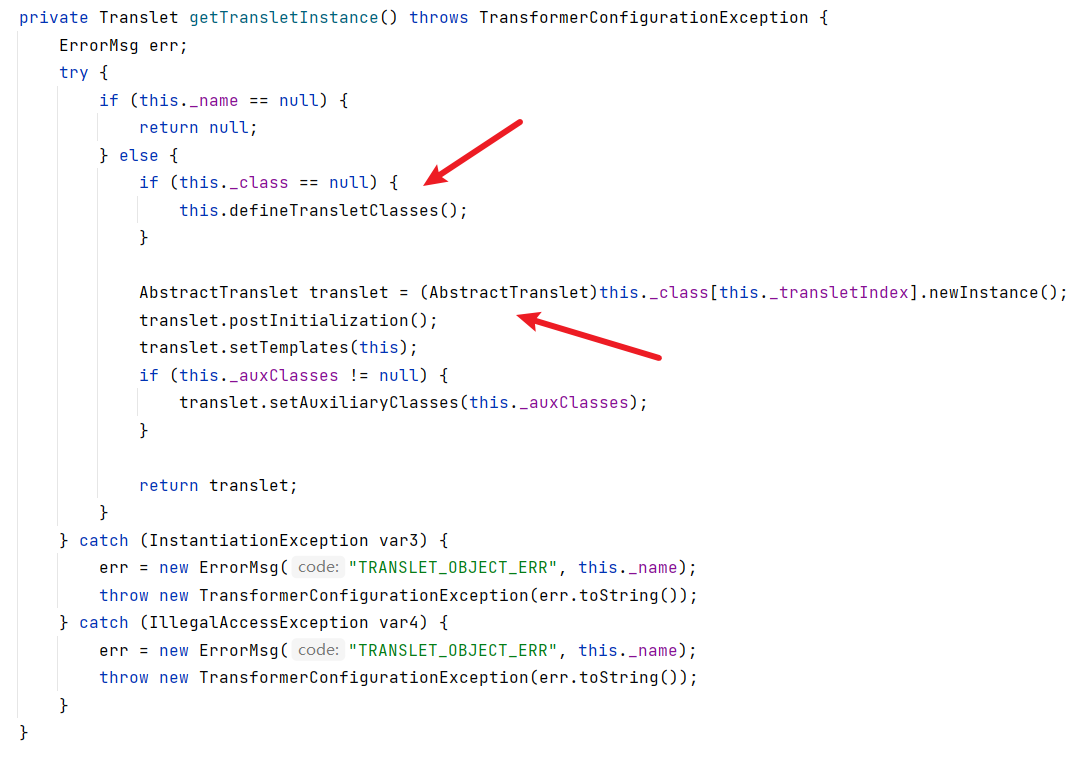 private Translet getTransletInstance() throws TransformerConfigurationException {
    ErrorMsg err;
    try {
        if (this._name == null) {
            return null;
        } else {
            if (this._class == null) {
                this.defineTransletClasses();
            }

            AbstractTranslet translet = (AbstractTranslet)this._class[this._transletIndex].newInstance();
            translet.postInitialization();
            translet.setTemplates(this);
            if (this._auxClasses != null) {
                translet.setAuxiliaryClasses(this._auxClasses);
            }

            return translet;
        }
    } catch (InstantiationException var3) {
        err = new ErrorMsg( code: "TRANSLET_OBJECT_ERR", this._name);
        throw new TransformerConfigurationException(err.toString());
    } catch (IllegalAccessException var4) {
        err = new ErrorMsg( code: "TRANSLET_OBJECT_ERR", this._name);
        throw new TransformerConfigurationException(err.toString());
    }
}